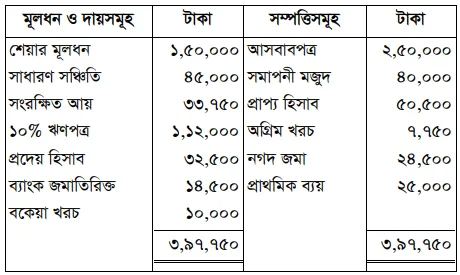 মূলধন ও দায়সমূহ টাকা সম্পত্তিসমূহ টাকা
শেয়ার মূলধন ১,৫০,০০০ আসবাবপত্র ২,৫০,০০০
সাধারণ সঞ্চিতি ৪৫,০০০ সমাপনী মজুদ ৪০,০০০
সংরক্ষিত আয় ৩৩,৭৫০ প্রাপ্য হিসাব ৫০,৫০০
১০% ঋণপত্র ১,১২,০০০ অগ্রিম খরচ ৭,৭৫০
প্রদেয় হিসাব ৩২,৫০০ নগদ জমা ২৪,৫০০
ব্যাংক জমাতিরিক্ত ১৪,৫০০ প্রাথমিক ব্যয় ২৫,০০০
বকেয়া খরচ ১০,০০০
৩,৯৭,৭৫০ ৩,৯৭,৭৫০